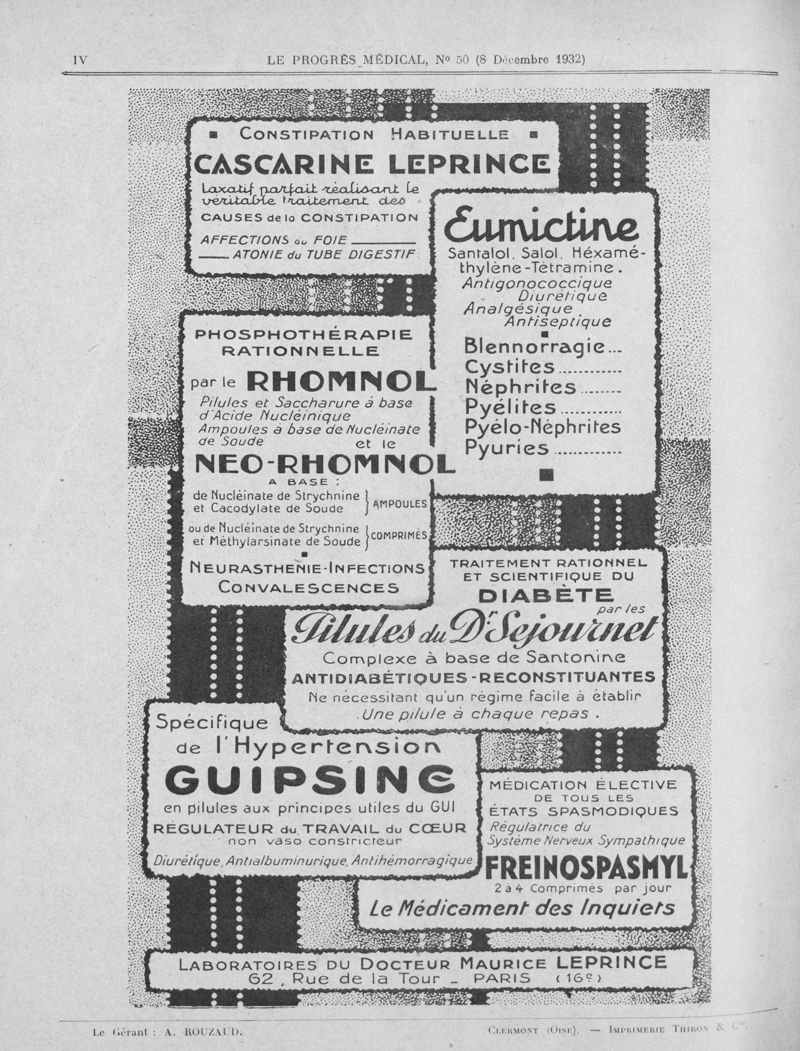 IV
LE PROGRÈS MÉDICAL, No 50 (8 Décembre 1932)
■ CONSTIPATION HABITUELLE ■
CASCARINE LEPRINCE
Laxatif parfait réalisant le
veritable traitement des
CAUSES de la CONSTIPATION
AFFECTIONS du FOIE
ATONIE du TUBE DIGESTIF
Eumictine
Santalol, Salol, Héxamé-
thylène-Tétramine.
Antigonococcique
Diurétique
Analgésique
Antiseptique
Blennorragie...
Cystites............
Néphrites........
Pyélites............
Pyélo-Néphrites
Pyuries.............
PHOSPHOTHÉRAPIE
RATIONNELLE
par le RHOMNOL
Pilules et Saccharure à base
d'Acide Nucléinique
Ampoules à base de Nucléinate
de Soude et le
NEO-RHOMNOL
A BASE :
de Nucléinate de Strychnine
et Cacodylate de Soude } AMPOULES
ou de Nucléinate de Strychnine
et Méthylarsinate de Soude } COMPRIMÉS
NEURASTHENIE-INFECTIONS
CONVALESCENCES
TRAITEMENT RATIONNEL
ET SCIENTIFIQUE DU
DIABÈTE
par les
Pilules du Dr Sejournet
Complexe à base de Santonine
ANTIDIABÉTIQUES-RECONSTITUANTES
Ne nécessitant qu'un régime facile à établir
Une pilule à chaque repas.
Spécifique
de l'Hypertension
GUIPSINE
en pilules aux principes utiles du GUI
RÉGULATEUR du TRAVAIL du CŒUR
non vaso constricteur
Diurétique, Antialbuminurique, Antihémorragique
MÉDICATION ÉLECTIVE
DE TOUS LES
ÉTATS SPASMODIQUES
Régulatrice du
Système Nerveux Sympathique
FREINOSPASMYL
2 à 4 Comprimés par jour
Le Médicament des Inquiets
LABORATOIRES DU DOCTEUR MAURICE LEPRINCE
62, Rue de la Tour _ PARIS (16e)
Le Gérant : A. ROUZAUD.
CLERMONT (OISE). — IMPRIMERIE THIRON & Cie